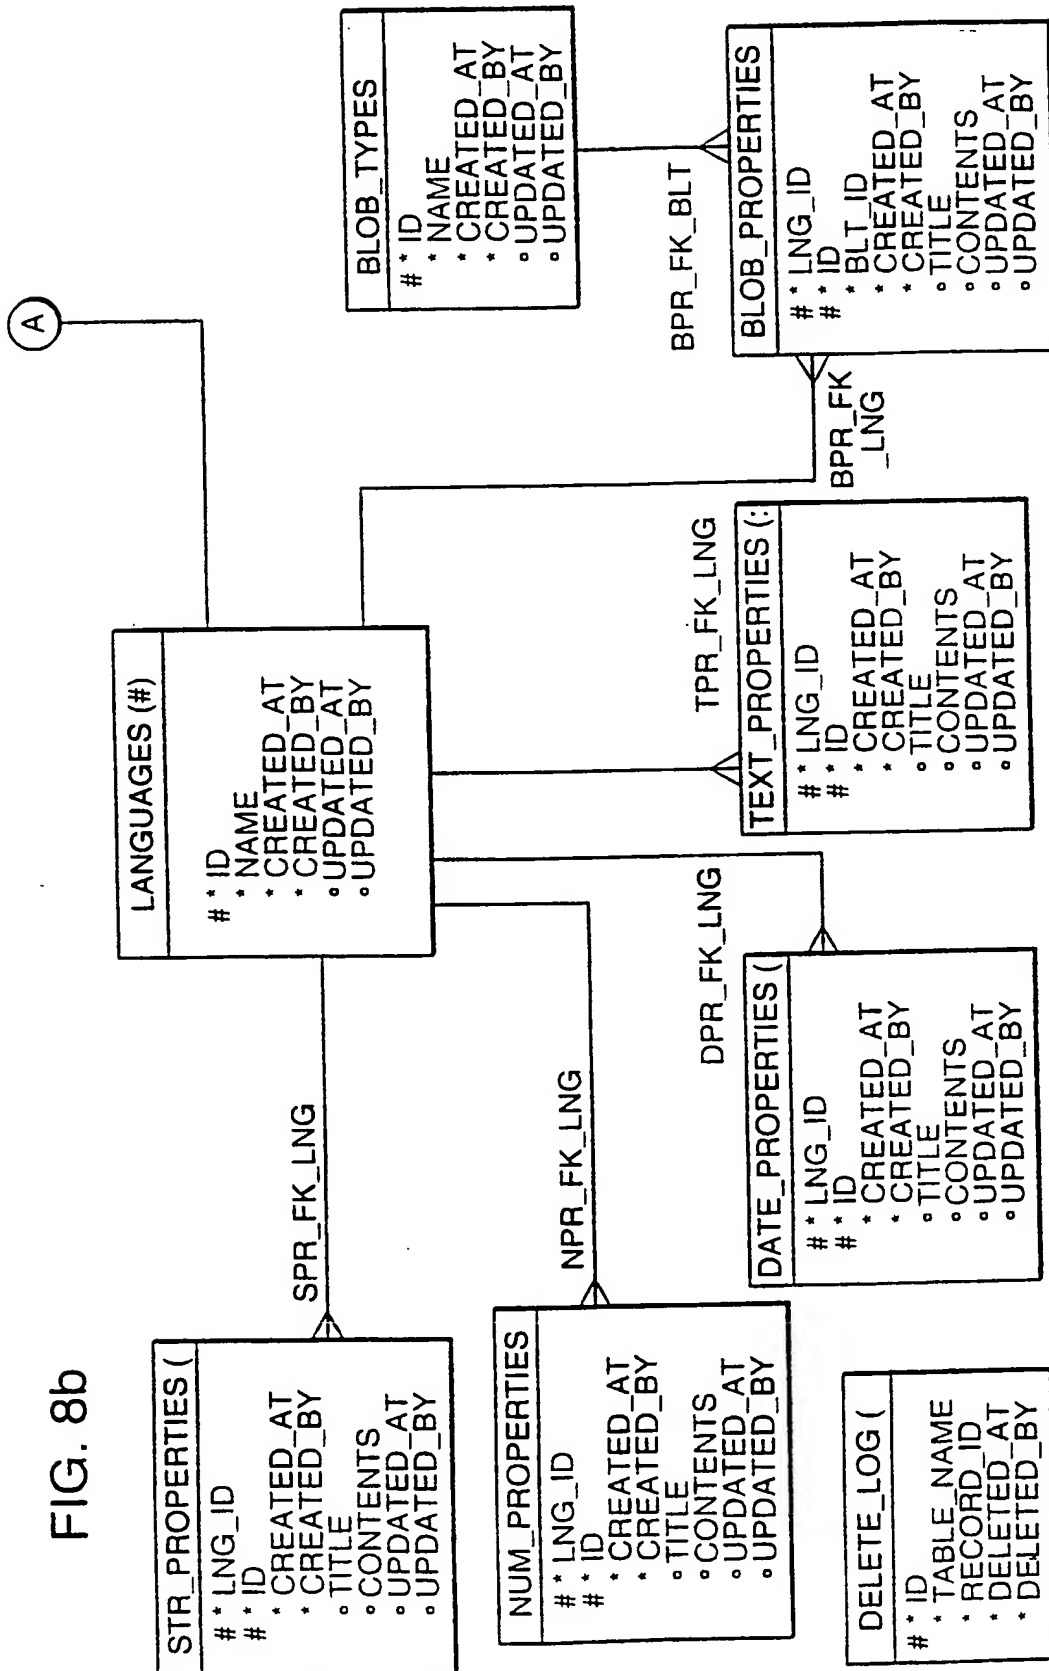 FIG. 8b
STR_PROPERTIES (
# * LNG_ID
# * ID
* CREATED_AT
* CREATED_BY
° TITLE
° CONTENTS
° UPDATED_AT
° UPDATED_BY
SPR_FK_LNG
LANGUAGES (#)
# * ID
* NAME
* CREATED_AT
* CREATED_BY
° UPDATED_AT
° UPDATED_BY
A
NUM_PROPERTIES
# * LNG_ID
# * ID
* CREATED_AT
* CREATED_BY
° TITLE
° CONTENTS
° UPDATED_AT
° UPDATED_BY
NPR_FK_LNG
BLOB_TYPES
# * ID
* NAME
* CREATED_AT
* CREATED_BY
° UPDATED_AT
° UPDATED_BY
DELETE_LOG (
# * ID
* TABLE_NAME
* RECORD_ID
* DELETED_AT
* DELETED_BY
DATE_PROPERTIES (
# * LNG_ID
# * ID
* CREATED_AT
* CREATED_BY
° TITLE
° CONTENTS
° UPDATED_AT
° UPDATED_BY
DPR_FK_LNG
TEXT_PROPERTIES (:
# * LNG_ID
# * ID
* CREATED_AT
* CREATED_BY
° TITLE
° CONTENTS
° UPDATED_AT
° UPDATED_BY
TPR_FK_LNG
BPR_FK
_LNG
BPR_FK_BLT
BLOB_PROPERTIES
# * LNG_ID
# * ID
* BLT_ID
* CREATED_AT
* CREATED_BY
° TITLE
° CONTENTS
° UPDATED_AT
° UPDATED_BY